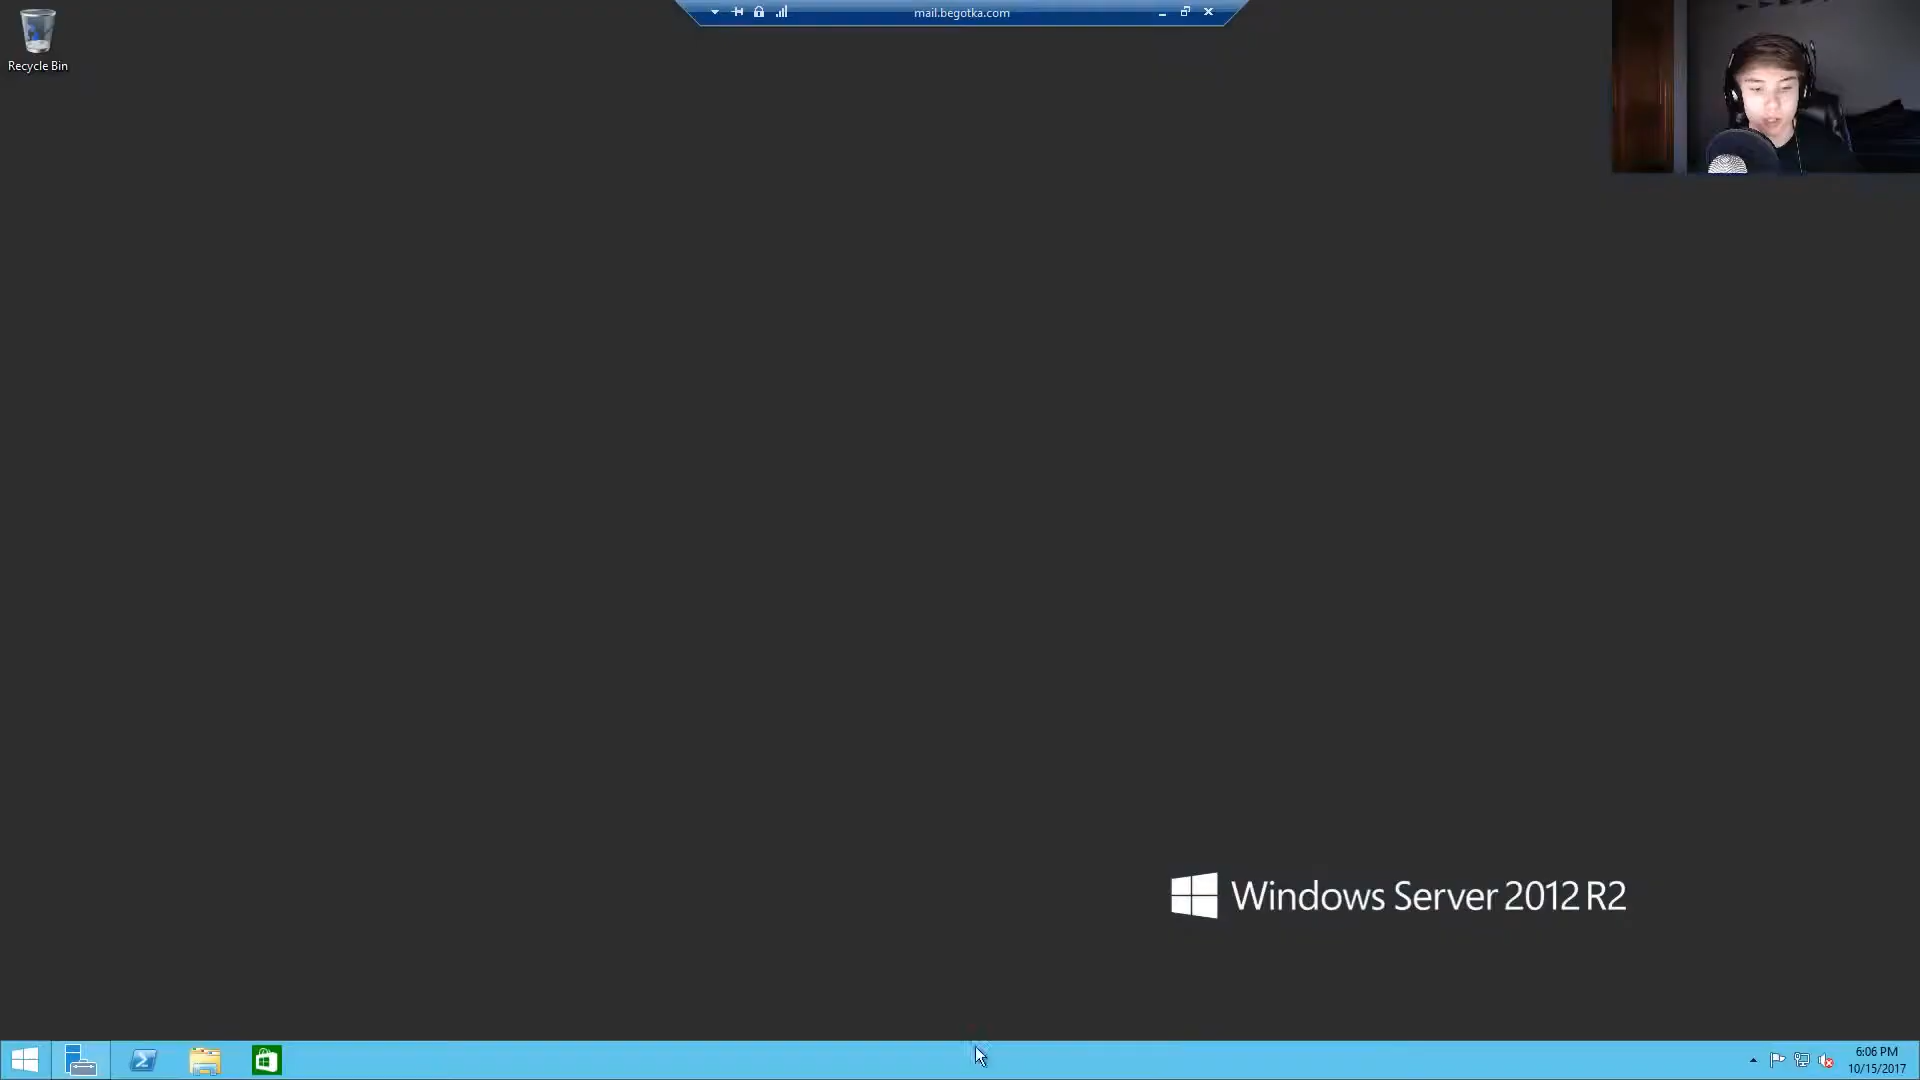 mail.begotka.com
Recycle Bin
Windows Server 2012 R2
6:06 PM
10/15/2017